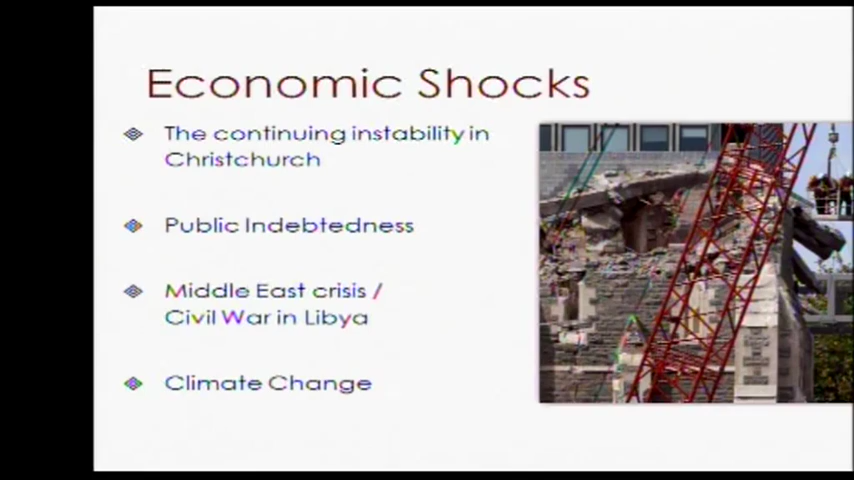 Economic Shocks
The continuing instability in
Christchurch
Public Indebtedness
Middle East crisis /
Civil War in Libya
Climate Change